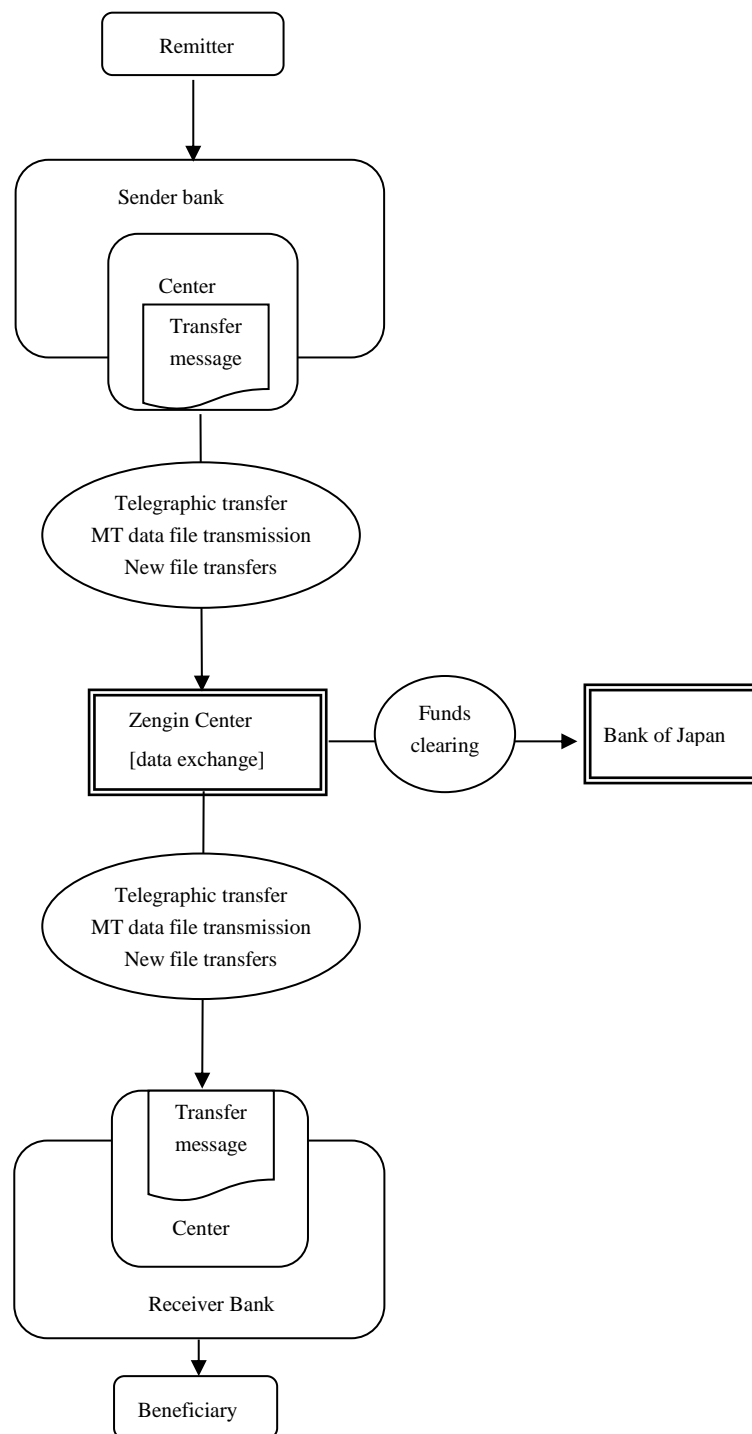 Remitter
Sender bank
Center
Transfer
message
Telegraphic transfer
MT data file transmission
New file transfers
Zengin Center
[data exchange]
Funds
clearing
Bank of Japan
Telegraphic transfer
MT data file transmission
New file transfers
Transfer
message
Center
Receiver Bank
Beneficiary